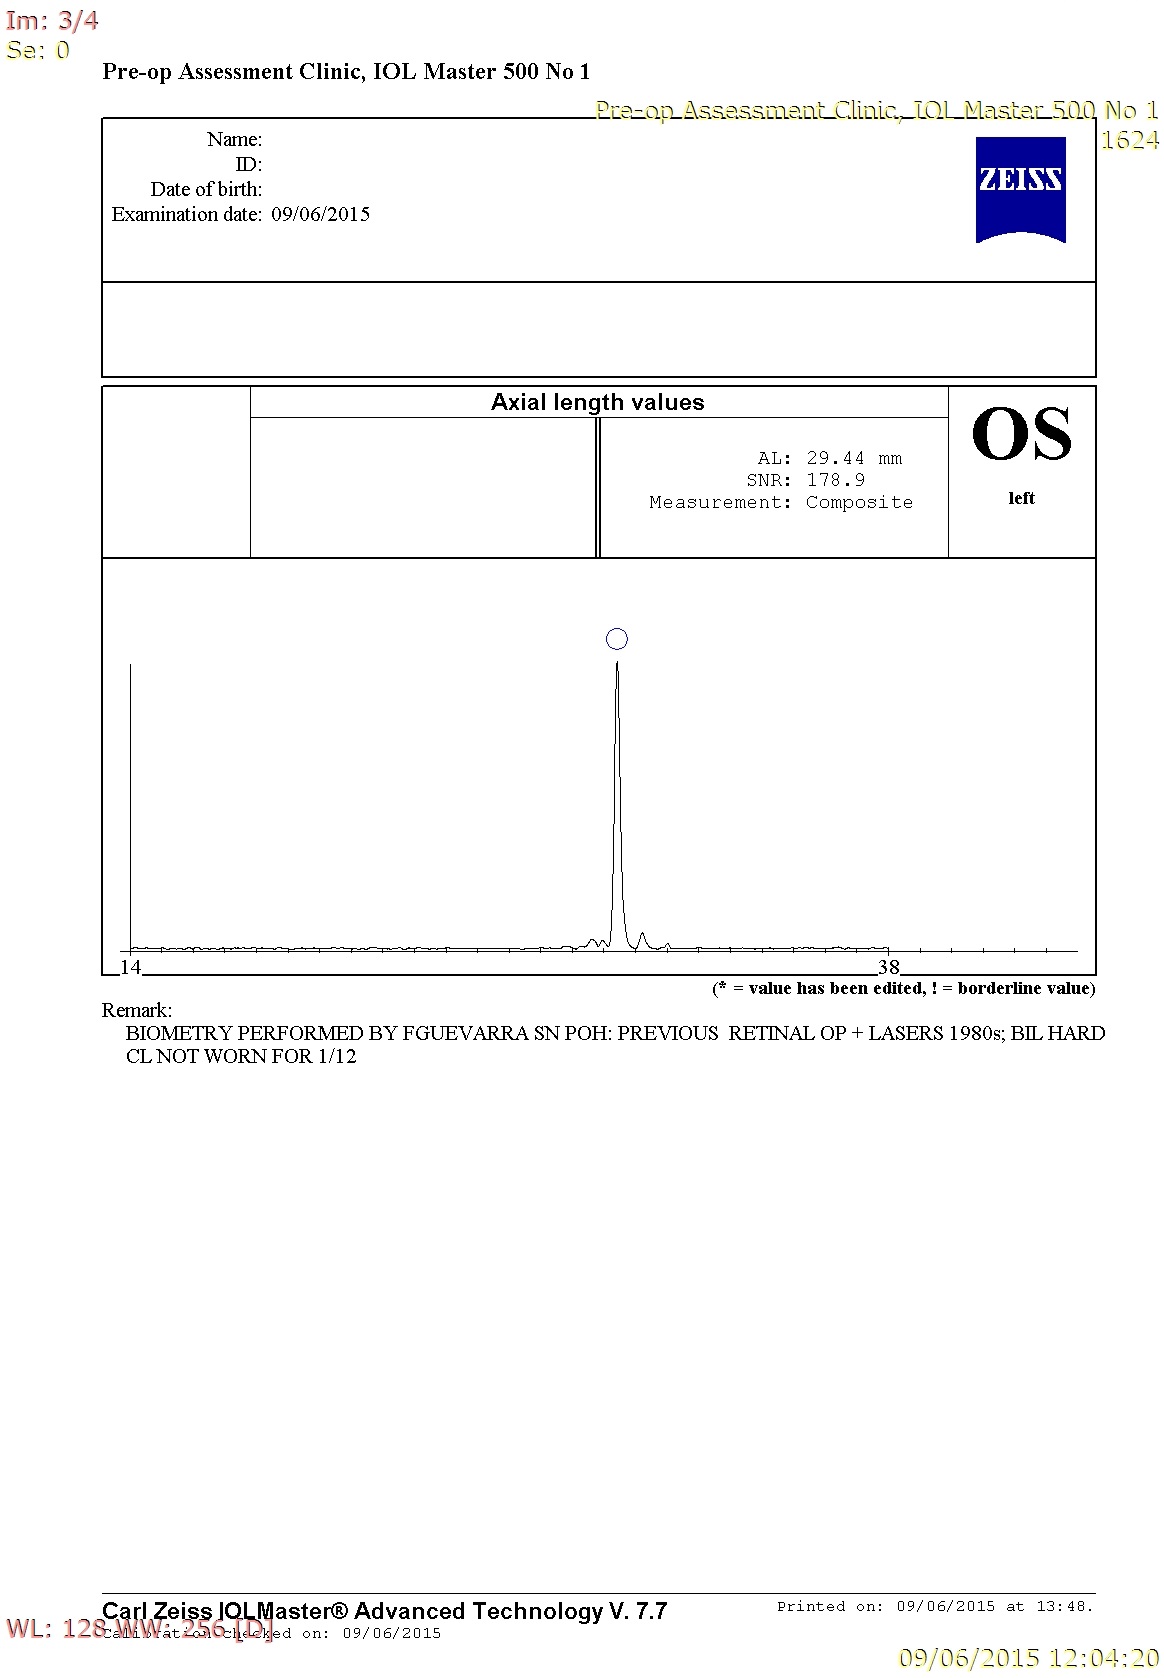 Im: 3/4
Se: 0
Pre-op Assessment Clinic, IOL Master 500 No 1
Pre-op Assessment Clinic, IOL Master 500 No 1
1624
Name:
ID:
Date of birth:
Examination date: 09/06/2015
ZEISS
Axial length values
OS
left
AL: 29.44 mm
SNR: 178.9
Measurement: Composite
14
38
(* = value has been edited, ! = borderline value)
Remark:
BIOMETRY PERFORMED BY FGUEVARRA SN POH: PREVIOUS RETINAL OP + LASERS 1980s; BIL HARD
CL NOT WORN FOR 1/12
Carl Zeiss IOLMaster® Advanced Technology V. 7.7
Printed on: 09/06/2015 at 13:48.
WL: 128 WW: 256 [D]
Calibration checked on: 09/06/2015
09/06/2015 12:04:20